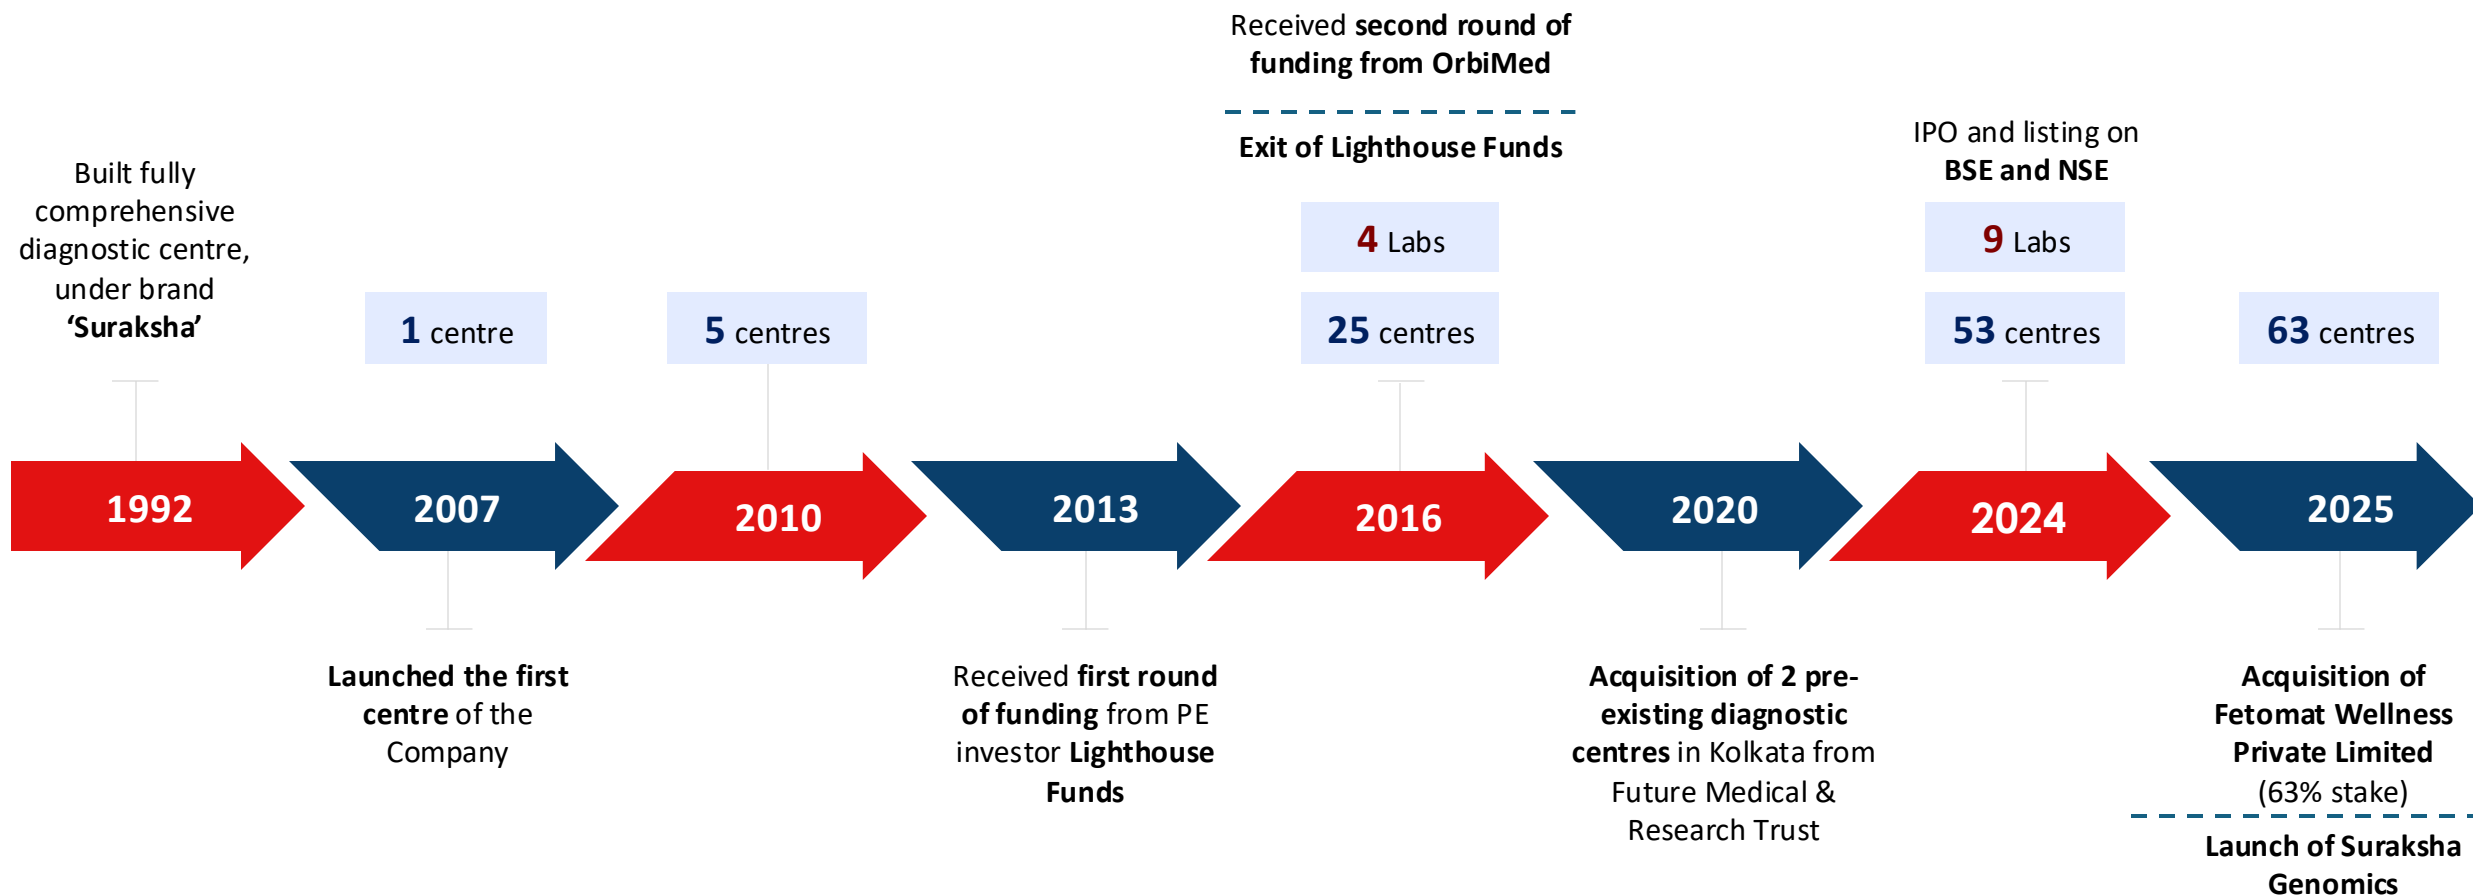 Built fully
comprehensive
diagnostic centre,
under brand
‘Suraksha’
1992
1 centre
2007
Launched the first
centre of the
Company
5 centres
2010
2013
Received first round
of funding from PE
investor Lighthouse
Funds
Received second round of
funding from OrbiMed
Exit of Lighthouse Funds
4 Labs
25 centres
2016
2020
Acquisition of 2 pre-
existing diagnostic
centres in Kolkata from
Future Medical &
Research Trust
IPO and listing on
BSE and NSE
9 Labs
53 centres
2024
63 centres
2025
Acquisition of
Fetomat Wellness
Private Limited
(63% stake)
Launch of Suraksha
Genomics